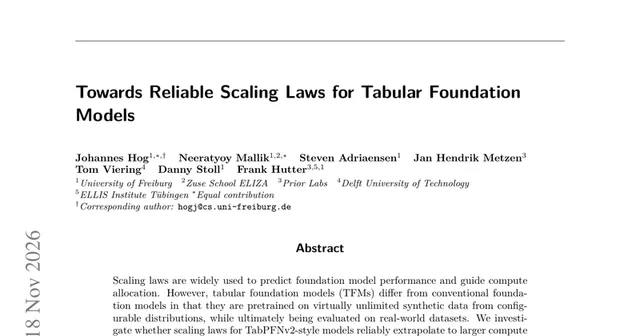 Towards Reliable Scaling Laws for Tabular Foundation
Models
Johannes Hog1,∗,† Neeratyoy Mallik1,2,∗ Steven Adriaensen1 Jan Hendrik Metzen3
Tom Viering4 Danny Stoll1 Frank Hutter3,5,1
1University of Freiburg 2Zuse School ELIZA 3Prior Labs 4Delft University of Technology
5ELLIS Institute Tübingen *Equal contribution
†Corresponding author: hogj@cs.uni-freiburg.de
Abstract
Scaling laws are widely used to predict foundation model performance and guide compute
allocation. However, tabular foundation models (TFMs) differ from conventional founda-
tion models in that they are pretrained on virtually unlimited synthetic data from config-
urable distributions, while ultimately being evaluated on real-world datasets. We investi-
gate whether scaling laws for TabPFNv2-style models reliably extrapolate to larger compute
18 Nov 2026